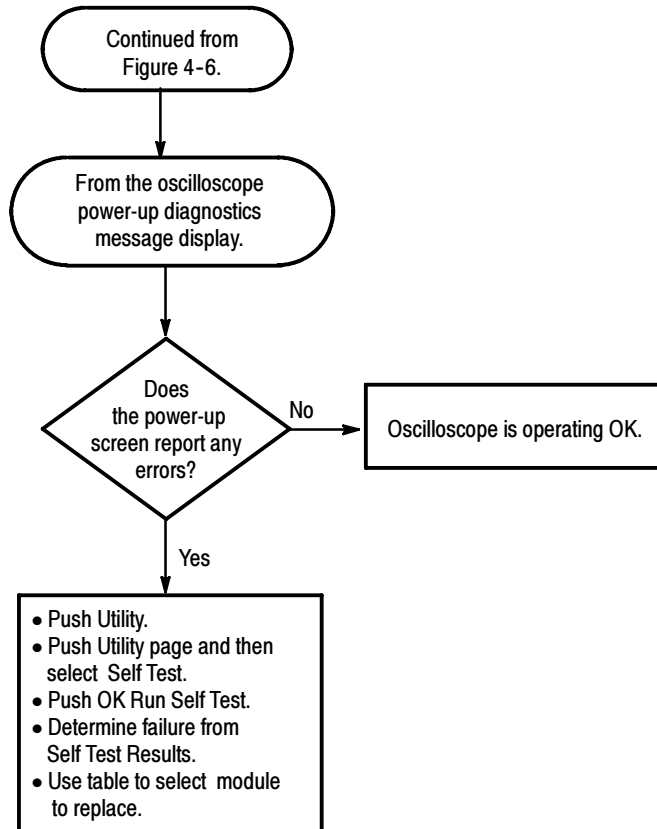 Continued from
Figure 4-6.
From the oscilloscope
power-up diagnostics
message display.
Does
the power-up
screen report any
errors?
No
Oscilloscope is operating OK.
Yes
• Push Utility.
• Push Utility page and then
select Self Test.
• Push OK Run Self Test.
• Determine failure from
Self Test Results.
• Use table to select module
to replace.